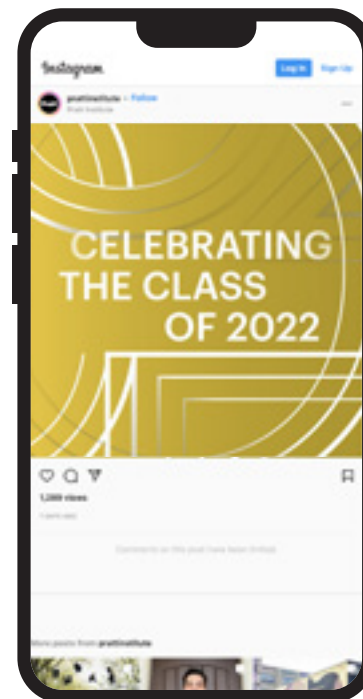 Instagram
Log In Sign Up
prattinstitute • Follow
Pratt Institute
CELEBRATING
THE CLASS
OF 2022
1,289 views
Comments on this post have been limited.
More posts from prattinstitute